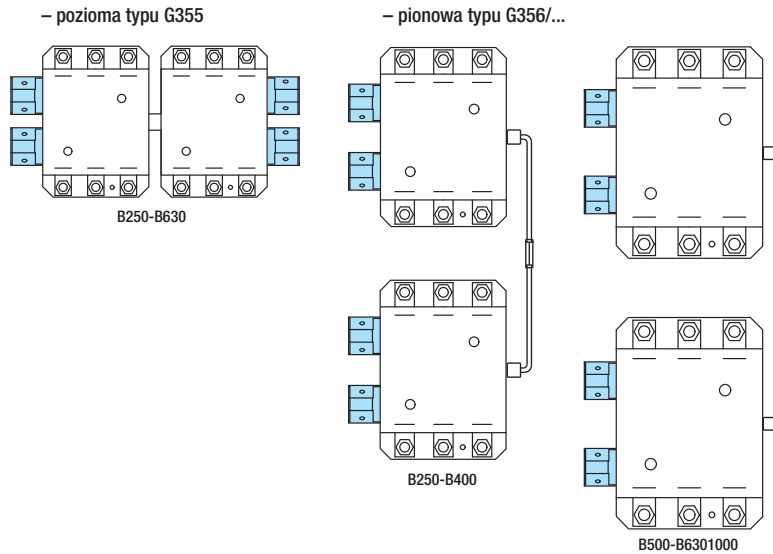 – pozioma typu G355
– pionowa typu G356/...
B250-B630
B250-B400
B500-B6301000